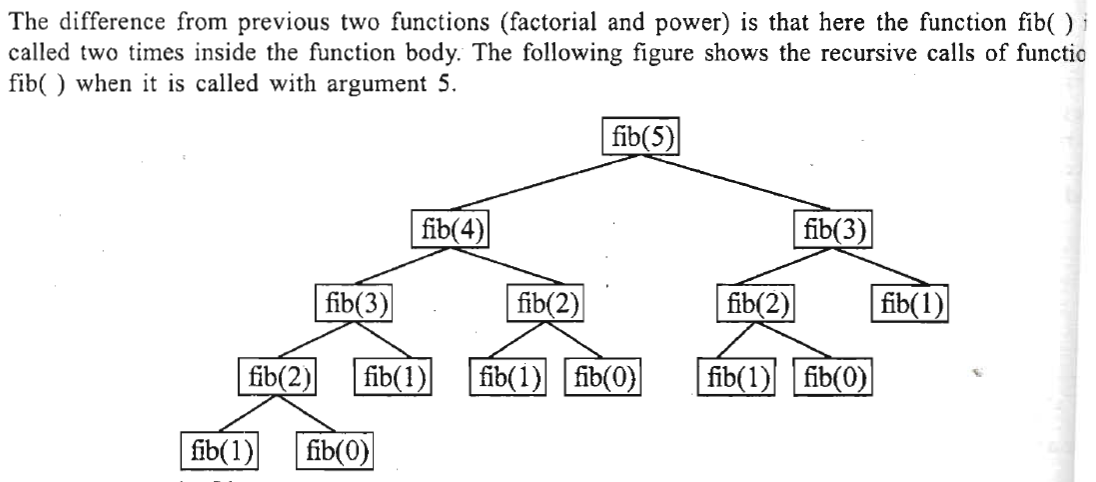 The difference from previous two functions (factorial and power) is that here the function fib( )
called two times inside the function body. The following figure shows the recursive calls of functio
fib( ) when it is called with argument 5.
fib(5)
fib(4) fib(3)
fib(3) fib(2) fib(2) fib(1)
fib(2) fib(1) fib(1) fib(0) fib(1) fib(0)
fib(1) fib(0)